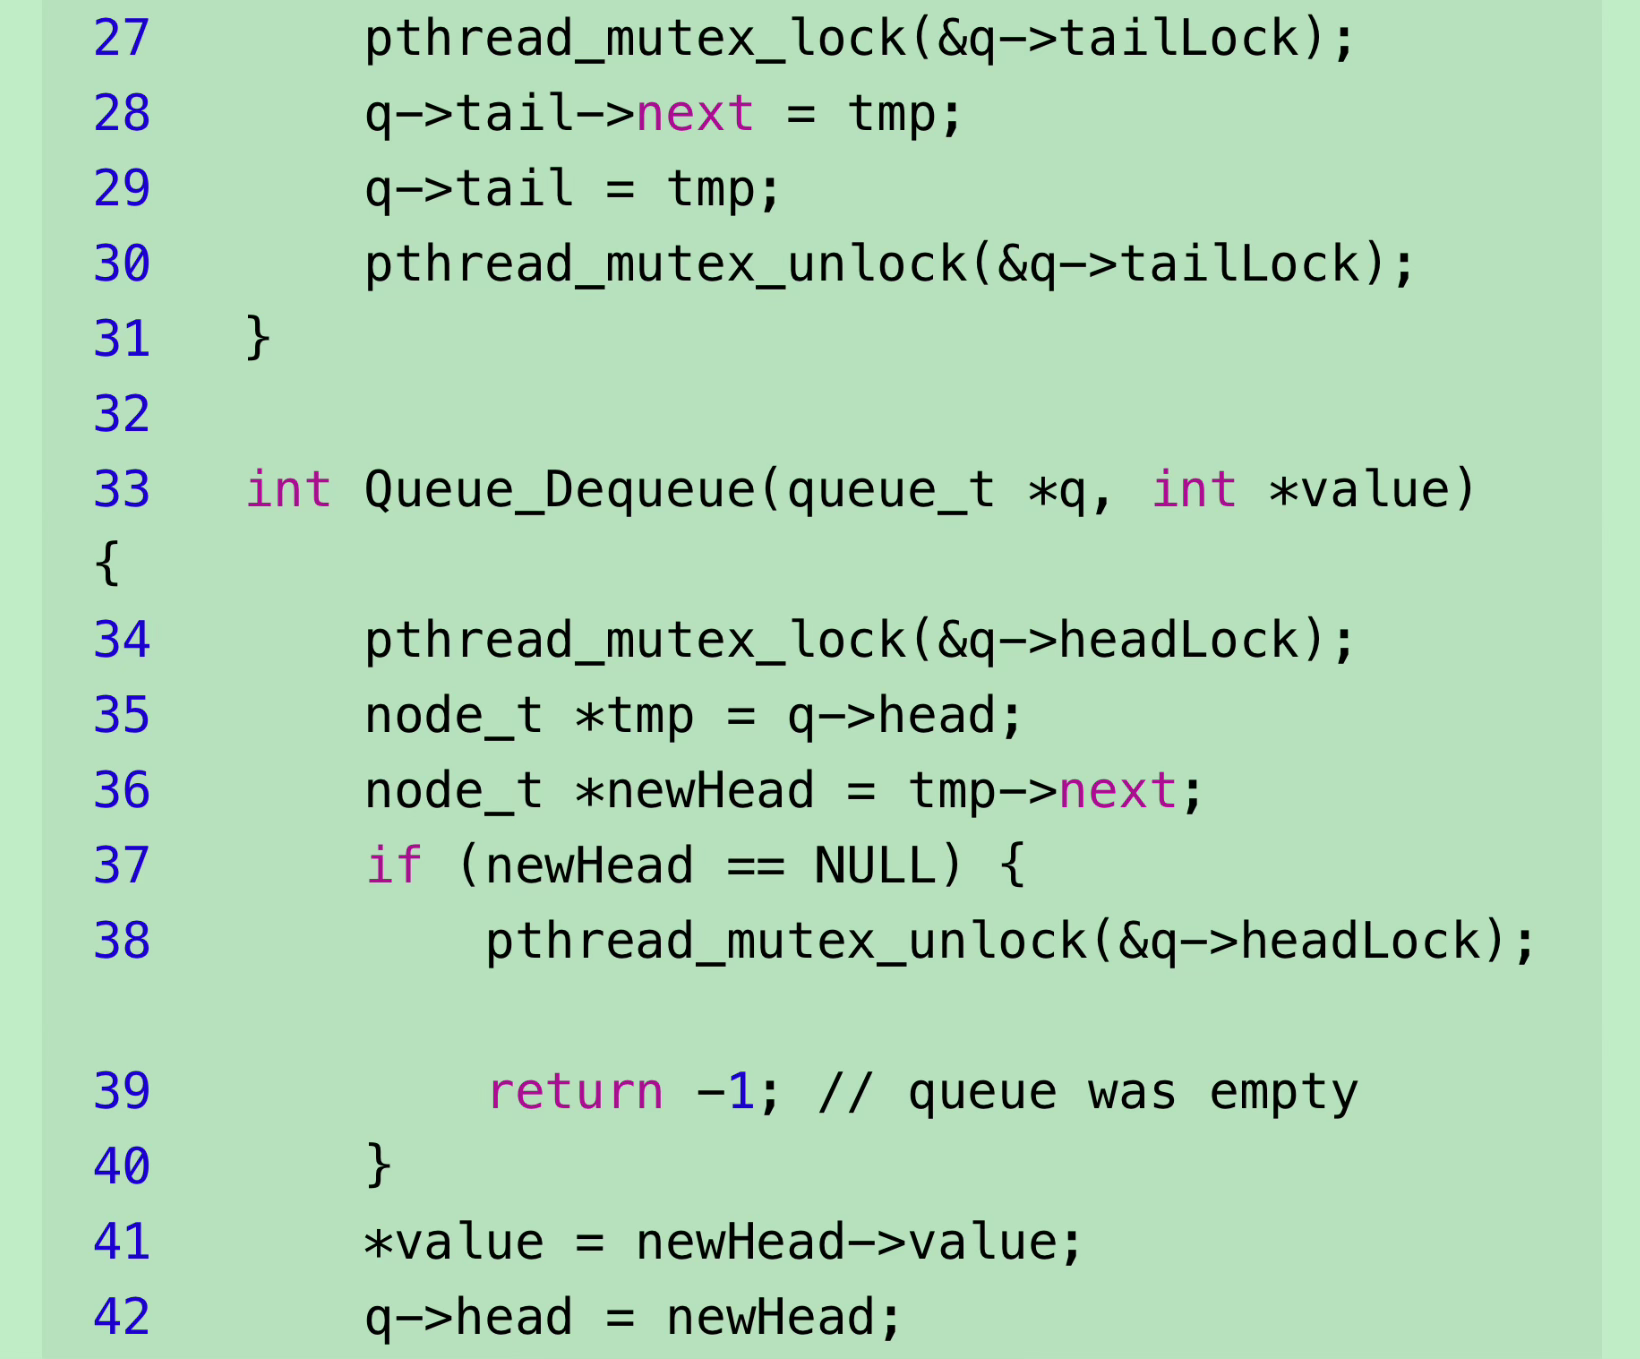 27       pthread_mutex_lock(&q->tailLock);
28       q->tail->next = tmp;
29       q->tail = tmp;
30       pthread_mutex_unlock(&q->tailLock);
31   }
32
33   int Queue_Dequeue(queue_t *q, int *value)
{
34       pthread_mutex_lock(&q->headLock);
35       node_t *tmp = q->head;
36       node_t *newHead = tmp->next;
37       if (newHead == NULL) {
38           pthread_mutex_unlock(&q->headLock);
39           return -1; // queue was empty
40       }
41       *value = newHead->value;
42       q->head = newHead;